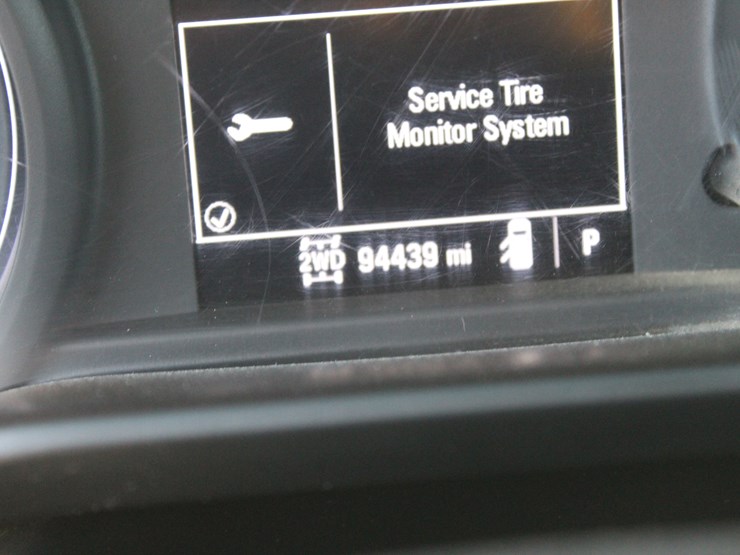 Service Tire
Monitor System
2WD 94439 mi P